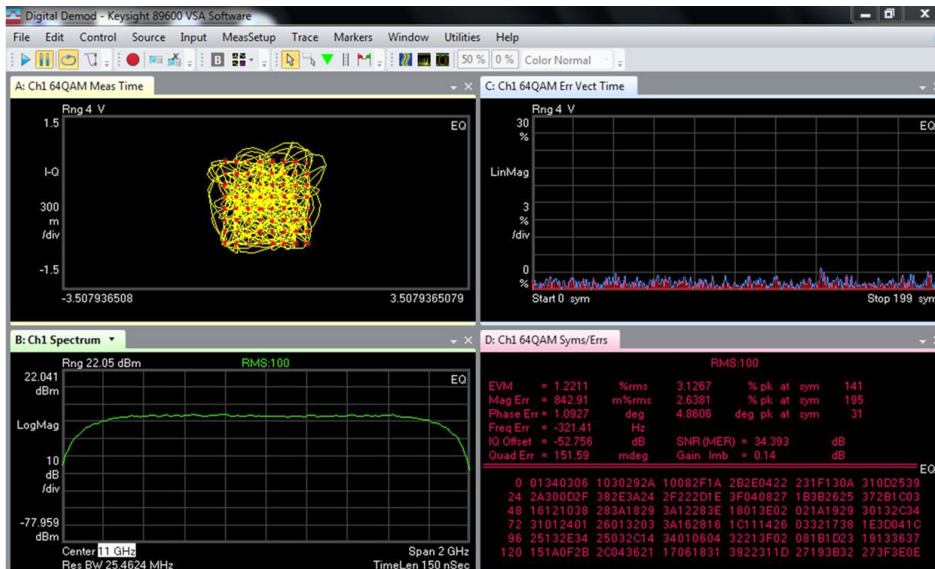 Digital Demod - Keysight 89600 VSA Software
File Edit Control Source Input MeasSetup Trace Markers Window Utilities Help
B 50 % 0 % Color Normal
A: Ch1 64QAM Meas Time
Rng 4 V
1.5
EQ
I-Q
300
m
/div
-1.5
-3.507936508 3.5079365079
C: Ch1 64QAM Err Vect Time
Rng 4 V
30
EQ
%
LinMag
3
%
/div
0
%
Start 0 sym Stop 199 sym
B: Ch1 Spectrum
Rng 22.05 dBm RMS:100
22.041
EQ
dBm
LogMag
10
dB
/div
-77.959
dBm
Center 11 GHz Span 2 GHz
Res BW 25.4624 MHz TimeLen 150 nSec
D: Ch1 64QAM Syms/Errs
RMS:100
EVM = 1.2211 %rms 3.1267 % pk at sym 141
Mag Err = 842.91 m%rms 2.6381 % pk at sym 195
Phase Err = 1.0927 deg 4.8606 deg pk at sym 31
Freq Err = -321.41 Hz
IQ Offset = -52.756 dB SNR (MER) = 34.393 dB
Quad Err = 151.59 mdeg Gain Imb = 0.14 dB
EQ
0 01340306 1030292A 10082F1A 2B2E0422 231F130A 310D2539
24 2A300D2F 382E3A24 2F222D1E 3F040827 1B3B2625 372B1C03
48 16121038 283A1829 3A12283E 18013E02 021A1929 30132C34
72 31012401 26013203 3A162816 1C111426 03321738 1E3D041C
96 25132E34 25032C14 34010604 32213F02 081B1D23 19133637
120 151A0F2B 2C043621 17061831 3922311D 27193B32 273F3E0E